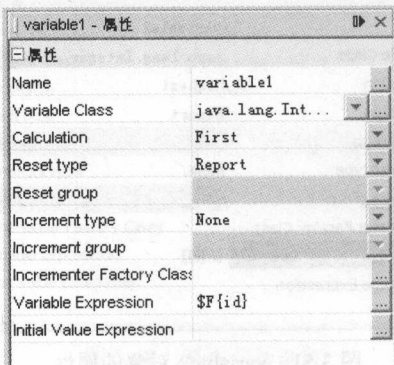 variable1 - 属性
属性
Name variable1 ...
Variable Class java.lang.Int... ...
Calculation First
Reset type Report
Reset group
Increment type None
Increment group
Incrementer Factory Clas
Variable Expression $F{id} ...
Initial Value Expression ...